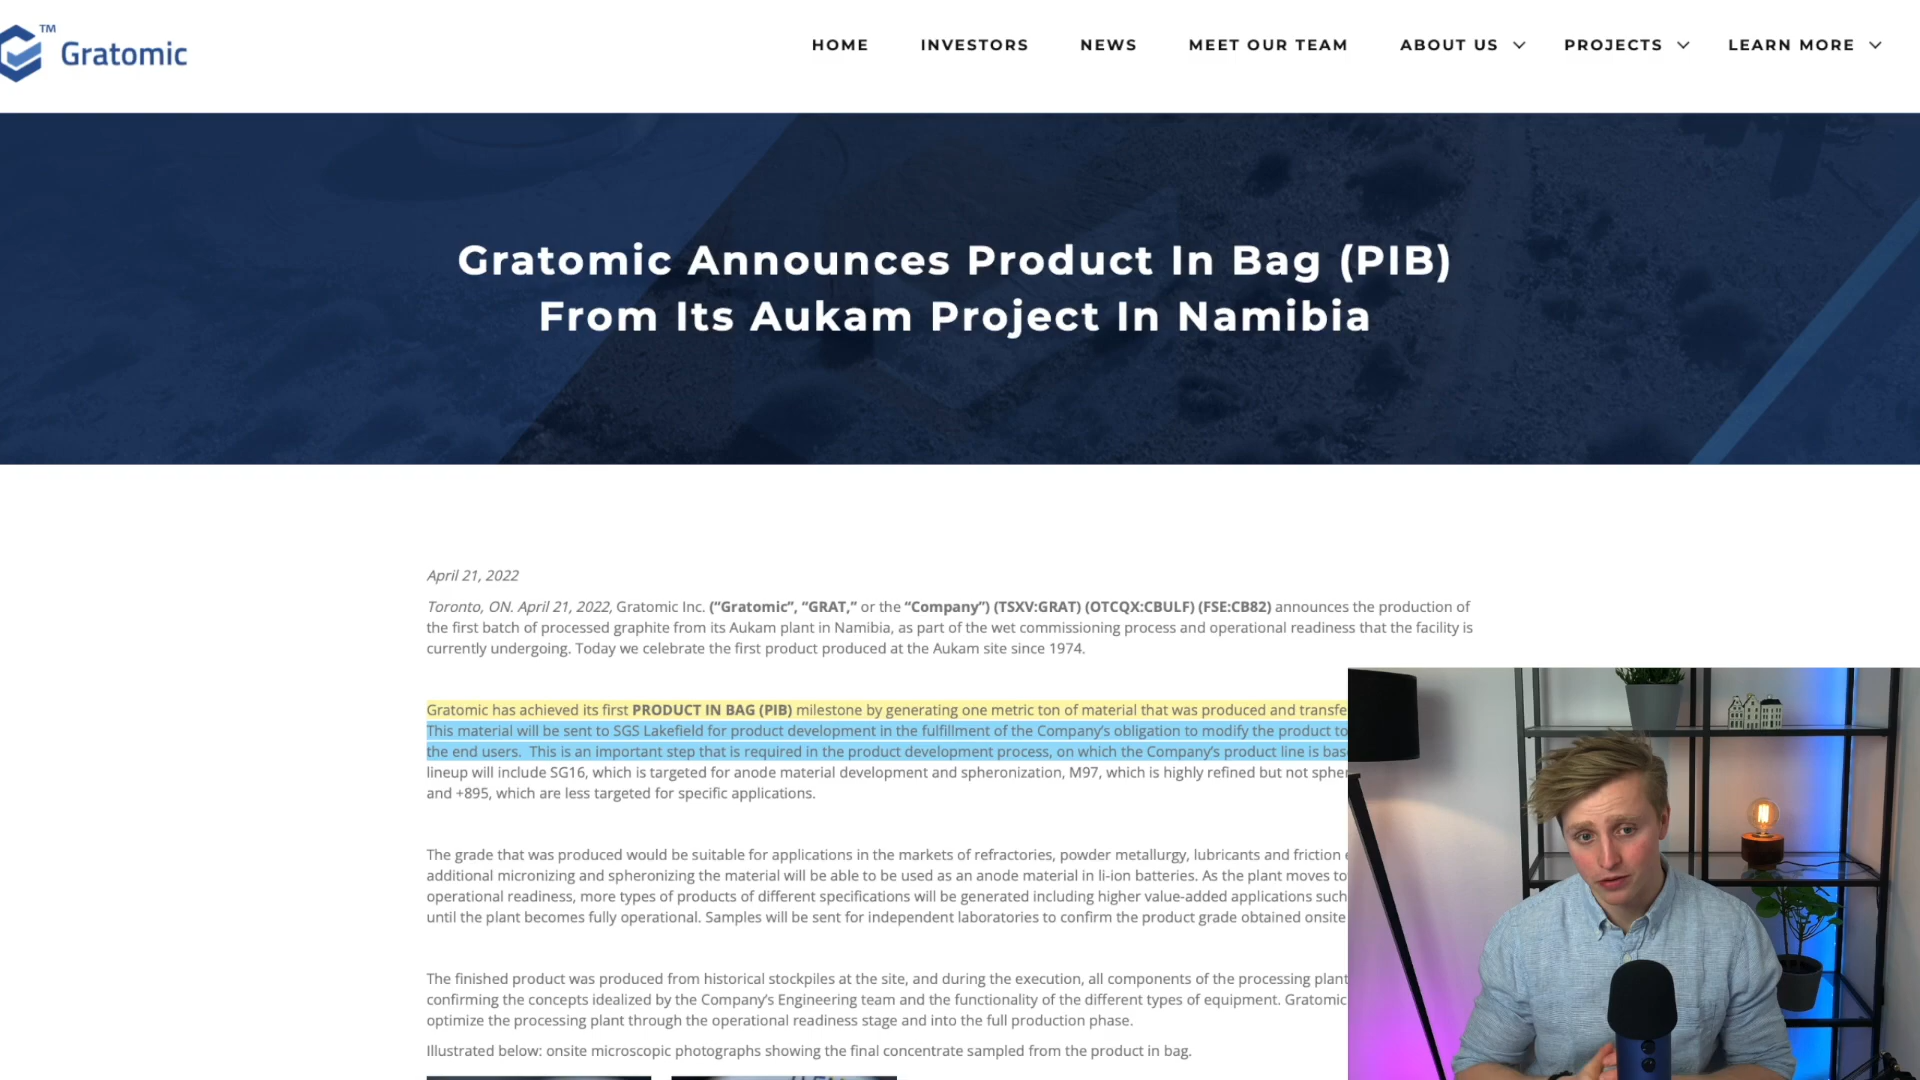 Gratomic TM
HOME INVESTORS NEWS MEET OUR TEAM ABOUT US PROJECTS LEARN MORE
Gratomic Announces Product In Bag (PIB)
From Its Aukam Project In Namibia
April 21, 2022
Toronto, ON. April 21, 2022, Gratomic Inc. (“Gratomic”, “GRAT,” or the “Company”) (TSXV:GRAT) (OTCQX:CBULF) (FSE:CB82) announces the production of
the first batch of processed graphite from its Aukam plant in Namibia, as part of the wet commissioning process and operational readiness that the facility is
currently undergoing. Today we celebrate the first product produced at the Aukam site since 1974.
Gratomic has achieved its first PRODUCT IN BAG (PIB) milestone by generating one metric ton of material that was produced and transfe
This material will be sent to SGS Lakefield for product development in the fulfillment of the Company’s obligation to modify the product to
the end users. This is an important step that is required in the product development process, on which the Company’s product line is bas
lineup will include SG16, which is targeted for anode material development and spheronization, M97, which is highly refined but not spher
and +895, which are less targeted for specific applications.
The grade that was produced would be suitable for applications in the markets of refractories, powder metallurgy, lubricants and friction
additional micronizing and spheronizing the material will be able to be used as an anode material in li-ion batteries. As the plant moves to
operational readiness, more types of products of different specifications will be generated including higher value-added applications such
until the plant becomes fully operational. Samples will be sent for independent laboratories to confirm the product grade obtained onsite
The finished product was produced from historical stockpiles at the site, and during the execution, all components of the processing plant
confirming the concepts idealized by the Company’s Engineering team and the functionality of the different types of equipment. Gratomic
optimize the processing plant through the operational readiness stage and into the full production phase.
Illustrated below: onsite microscopic photographs showing the final concentrate sampled from the product in bag.